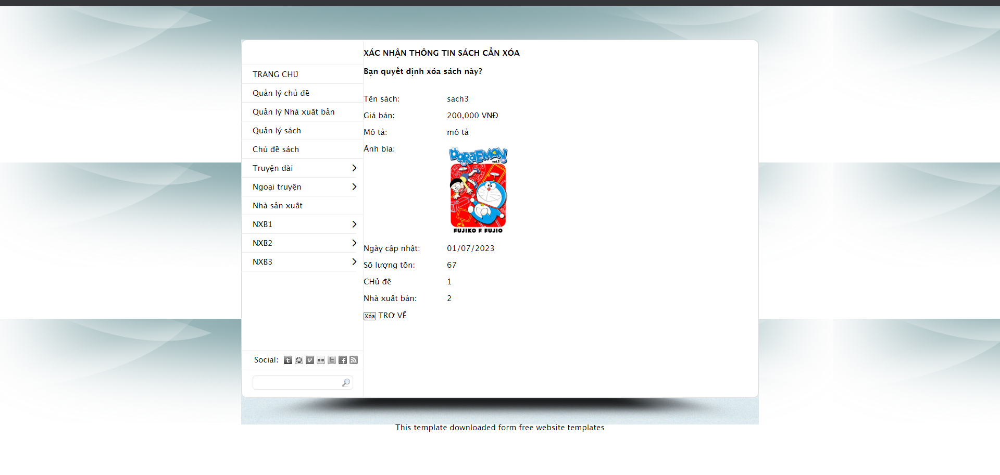 TRANG CHỦ
Quản lý chủ đề
Quản lý Nhà xuất bản
Quản lý sách
Chủ đề sách
Truyện dài
Ngoại truyện
Nhà sản xuất
NXB1
NXB2
NXB3
Social:
XÁC NHẬN THÔNG TIN SÁCH CẦN XÓA
Bạn quyết định xóa sách này?
Tên sách: sach3
Giá bán: 200,000 VNĐ
Mô tả: mô tả
Ảnh bìa:
DORAEMON
vol.1
FUJIKO F FUJIO
Ngày cập nhật: 01/07/2023
Số lượng tồn: 67
CHủ đề 1
Nhà xuất bản: 2
Xóa TRƠ VỀ
This template downloaded form free website templates